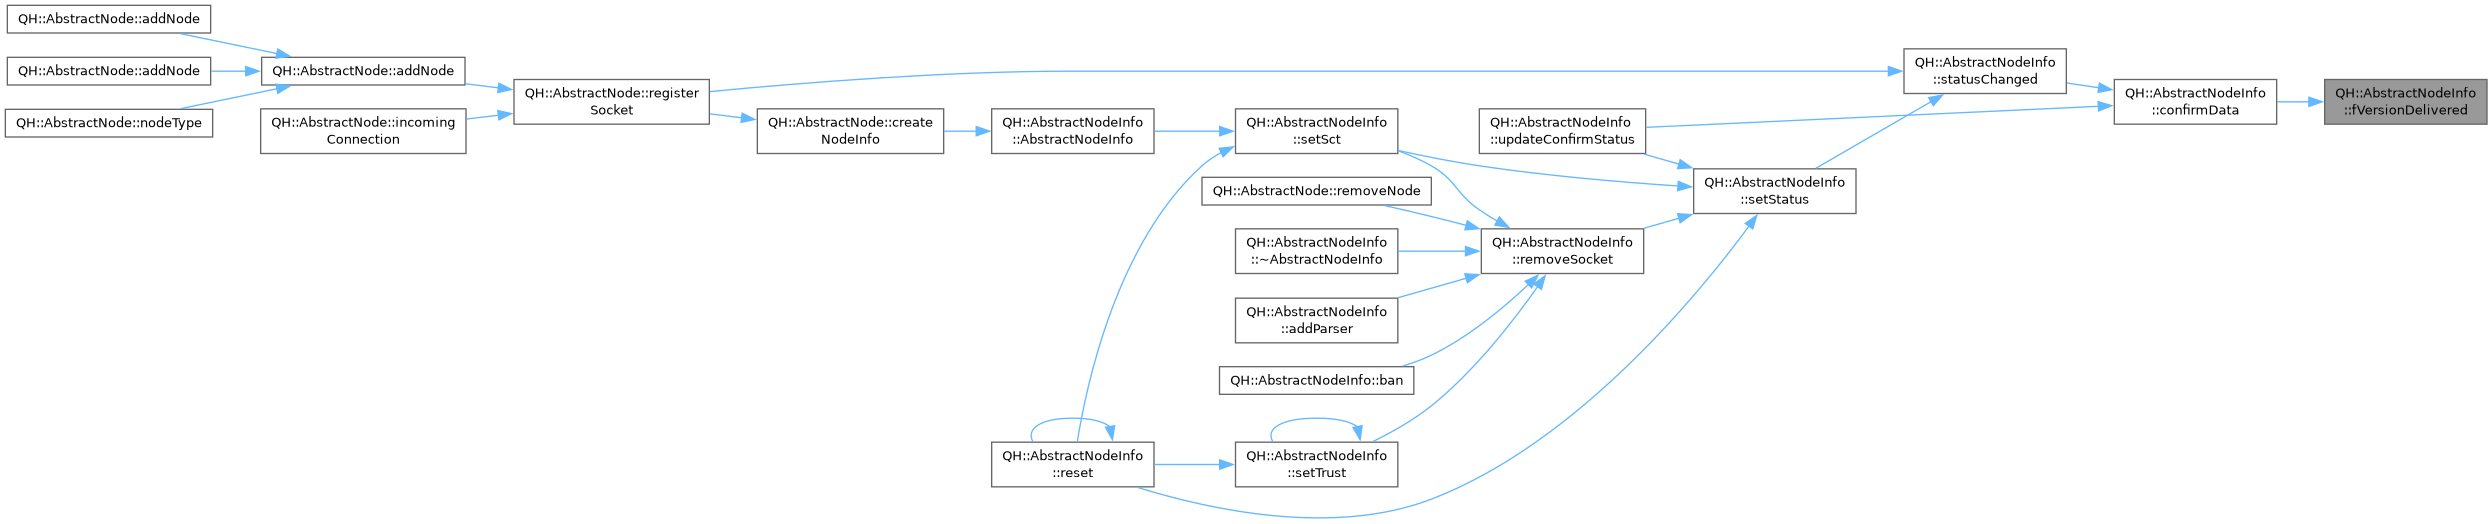 QH::AbstractNode::addNode
QH::AbstractNode::addNode
QH::AbstractNode::nodeType
QH::AbstractNode::addNode
QH::AbstractNode::incoming
Connection
QH::AbstractNode::register
Socket
QH::AbstractNode::create
NodeInfo
QH::AbstractNodeInfo
::AbstractNodeInfo
QH::AbstractNodeInfo
::reset
QH::AbstractNodeInfo
::setSct
QH::AbstractNode::removeNode
QH::AbstractNodeInfo
::~AbstractNodeInfo
QH::AbstractNodeInfo
::addParser
QH::AbstractNodeInfo::ban
QH::AbstractNodeInfo
::setTrust
QH::AbstractNodeInfo
::updateConfirmStatus
QH::AbstractNodeInfo
::removeSocket
QH::AbstractNodeInfo
::setStatus
QH::AbstractNodeInfo
::statusChanged
QH::AbstractNodeInfo
::confirmData
QH::AbstractNodeInfo
::fVersionDelivered